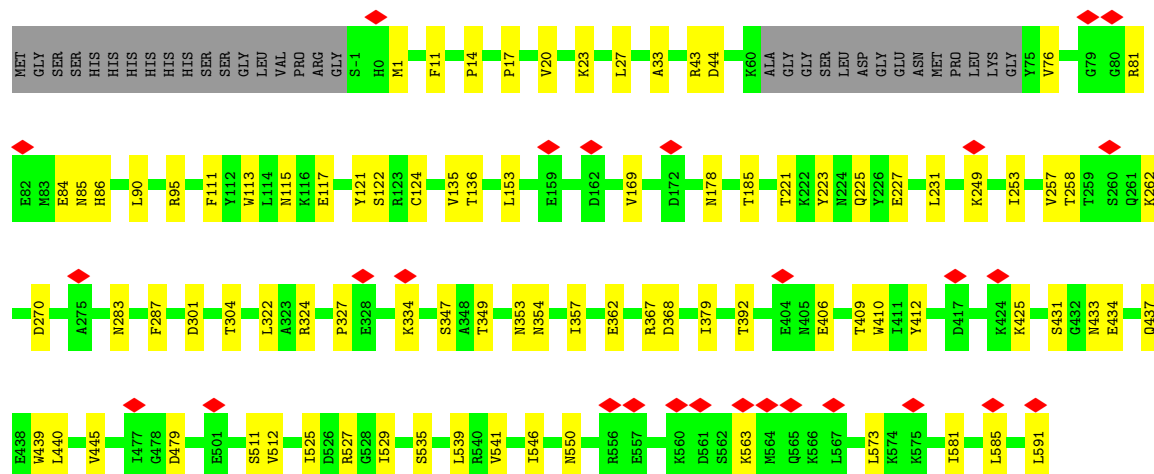 MET GLY SER SER HIS HIS HIS HIS HIS HIS SER SER GLY LEU VAL PRO ARG GLY S-1 H0 M1 F11 P14 P17 V20 K23 L27 A33 R43 D44 K60 ALA GLY GLY SER LEU ASP GLY GLU ASN MET PRO LEU LYS GLY Y75 V76 G79 G80 R81
E82 M83 E84 N85 H86 L90 R95 F111 Y112 W113 L114 N115 K116 E117 Y121 S122 R123 C124 V135 T136 L153 E159 D162 V169 D172 N178 T185 T221 K222 Y223 N224 Q225 Y226 E227 L231 K249 I253 V257 T258 T259 S260 Q261 K262
D270 A275 N283 F287 D301 T304 L322 A323 R324 P327 E328 K334 S347 A348 T349 N353 N354 I357 E362 R367 D368 I379 T392 E404 N405 E406 T409 W410 I411 Y412 D417 K424 K425 S431 G432 N433 E434 Q437
E438 W439 L440 V445 I477 G478 D479 E501 S511 V512 I525 D526 R527 G528 I529 S535 L539 R540 V541 I546 N550 R556 E557 K560 D561 S562 K563 M564 Q565 K566 L567 L573 K574 K575 I581 L585 L591